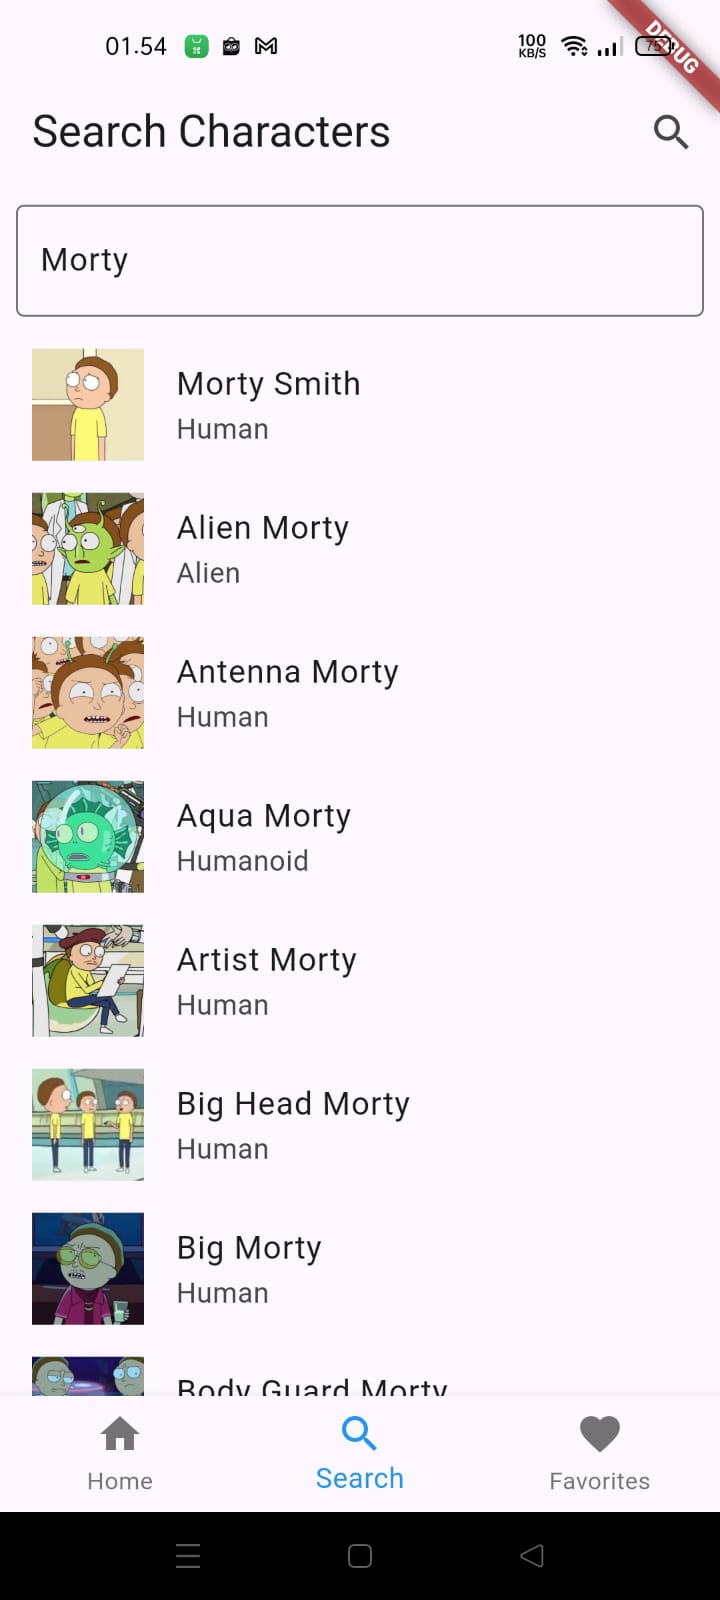 01.54
100
KB/S
75
DEBUG
Search Characters
Morty
Morty Smith
Human
Alien Morty
Alien
Antenna Morty
Human
Aqua Morty
Humanoid
Artist Morty
Human
Big Head Morty
Human
Big Morty
Human
Body Guard Morty
Home
Search
Favorites